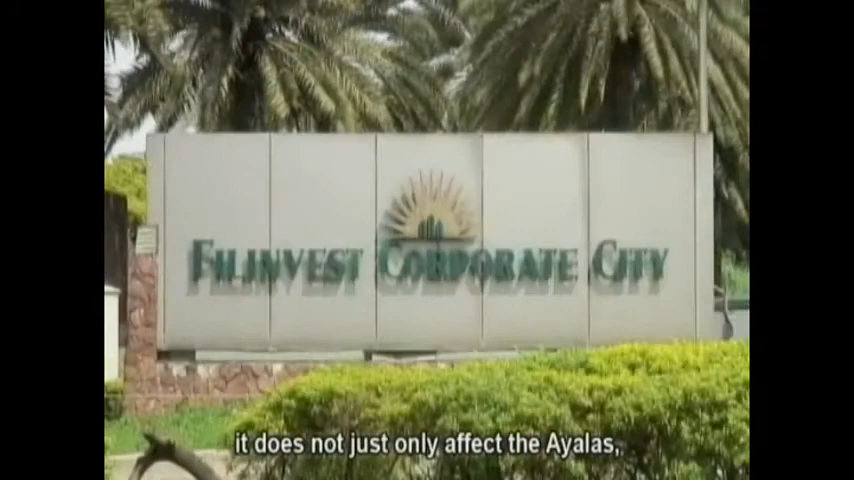 FILINVEST CORPORATE CITY
it does not just only affect the Ayalas,